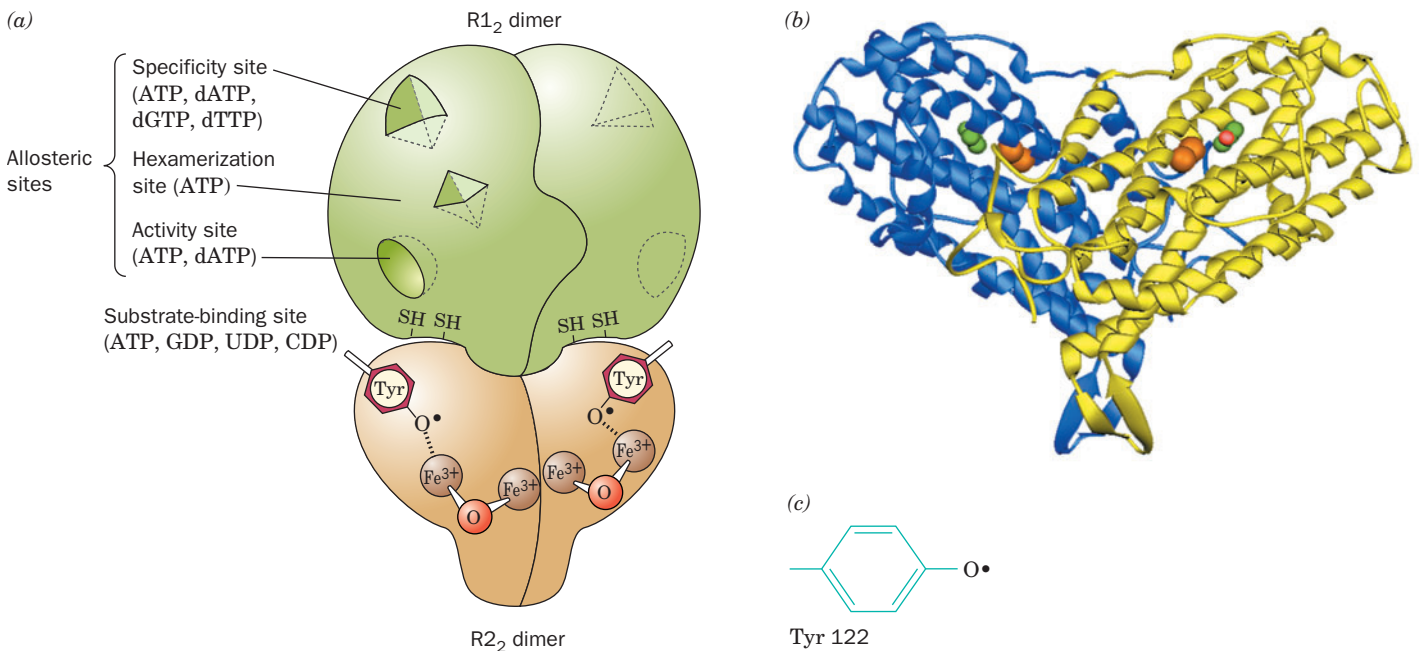 (a)
R1₂ dimer
Allosteric
sites
Specificity site
(ATP, dATP,
dGTP, dTTP)
Hexamerization
site (ATP)
Activity site
(ATP, dATP)
Substrate-binding site
(ATP, GDP, UDP, CDP)
SH SH
SH SH
Tyr
O•
Fe³⁺
Fe³⁺
O
Tyr
O•
Fe³⁺
Fe³⁺
O
R2₂ dimer
(b)
(c)
O•
Tyr 122